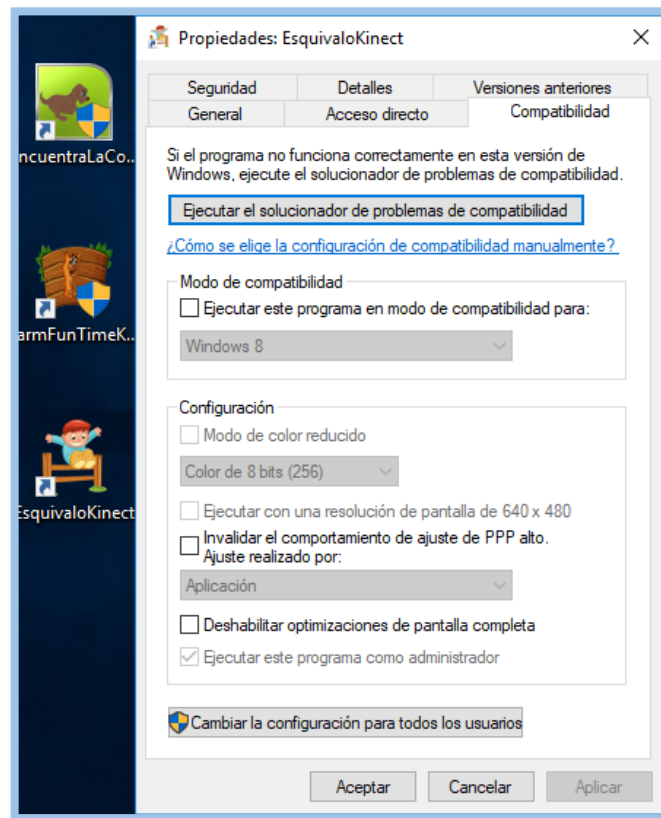 Propiedades: EsquivaloKinect
Seguridad
Detalles
Versiones anteriores
General
Acceso directo
Compatibilidad
Si el programa no funciona correctamente en esta versión de
Windows, ejecute el solucionador de problemas de compatibilidad.
Ejecutar el solucionador de problemas de compatibilidad
¿Cómo se elige la configuración de compatibilidad manualmente?
Modo de compatibilidad
Ejecutar este programa en modo de compatibilidad para:
Windows 8
Configuración
Modo de color reducido
Color de 8 bits (256)
Ejecutar con una resolución de pantalla de 640 x 480
Invalidar el comportamiento de ajuste de PPP alto.
Ajuste realizado por:
Aplicación
Deshabilitar optimizaciones de pantalla completa
Ejecutar este programa como administrador
Cambiar la configuración para todos los usuarios
Aceptar
Cancelar
Aplicar
ncuentraLaCo...
armFunTimeK...
EsquivaloKinect